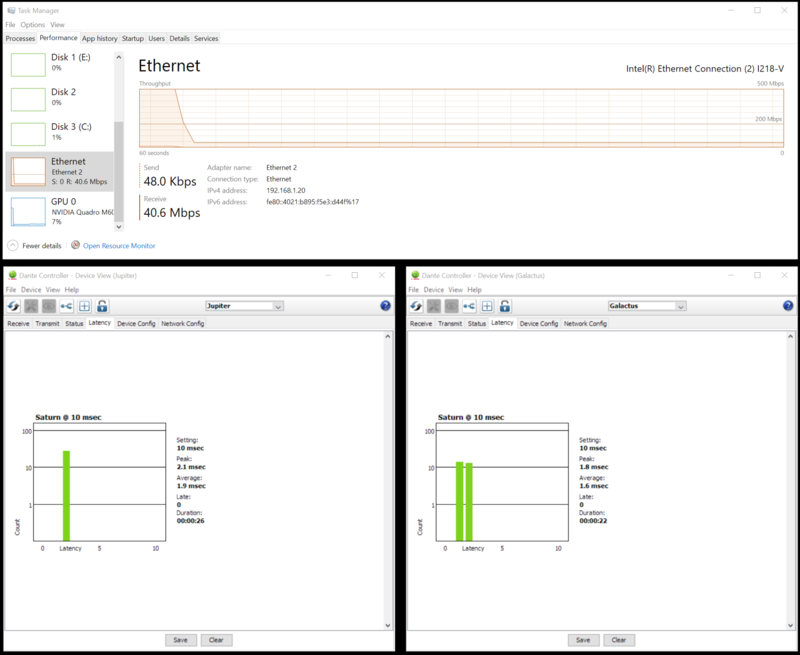 Task Manager
File Options View
Processes Performance App history Startup Users Details Services
Disk 1 (E:)
0%
Disk 2
0%
Disk 3 (C:)
1%
Ethernet
Ethernet 2
S: 0 R: 40.6 Mbps
GPU 0
NVIDIA Quadro M60
7%
Ethernet
Intel(R) Ethernet Connection (2) I218-V
Throughput
500 Mbps
200 Mbps
60 seconds
0
Send
48.0 Kbps
Receive
40.6 Mbps
Adapter name: Ethernet 2
Connection type: Ethernet
IPv4 address: 192.168.1.20
IPv6 address: fe80::4021:b895:f5e3:d44f%17
Fewer details
Open Resource Monitor
Dante Controller - Device View (Jupiter)
File Device View Help
Jupiter
Receive Transmit Status Latency Device Config Network Config
Saturn @ 10 msec
100
10
1
Count
0 Latency 5 10
Setting:
10 msec
Peak:
2.1 msec
Average:
1.9 msec
Late:
0
Duration:
00:00:26
Save Clear
Dante Controller - Device View (Galactus)
File Device View Help
Galactus
Receive Transmit Status Latency Device Config Network Config
Saturn @ 10 msec
100
10
1
Count
0 Latency 5 10
Setting:
10 msec
Peak:
1.8 msec
Average:
1.6 msec
Late:
0
Duration:
00:00:22
Save Clear